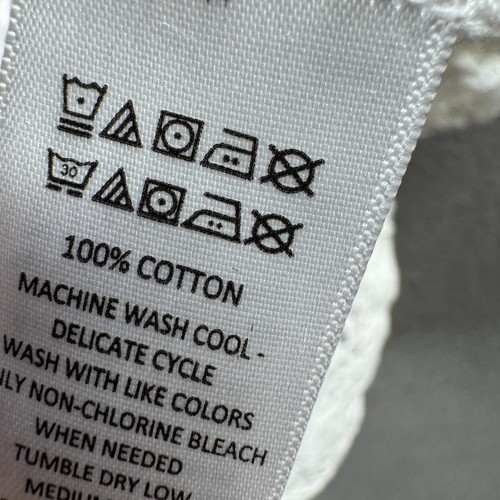 30
100% COTTON
MACHINE WASH COOL -
DELICATE CYCLE
WASH WITH LIKE COLORS
NON-CHLORINE BLEACH
WHEN NEEDED
TUMBLE DRY LOW
MEDIUM